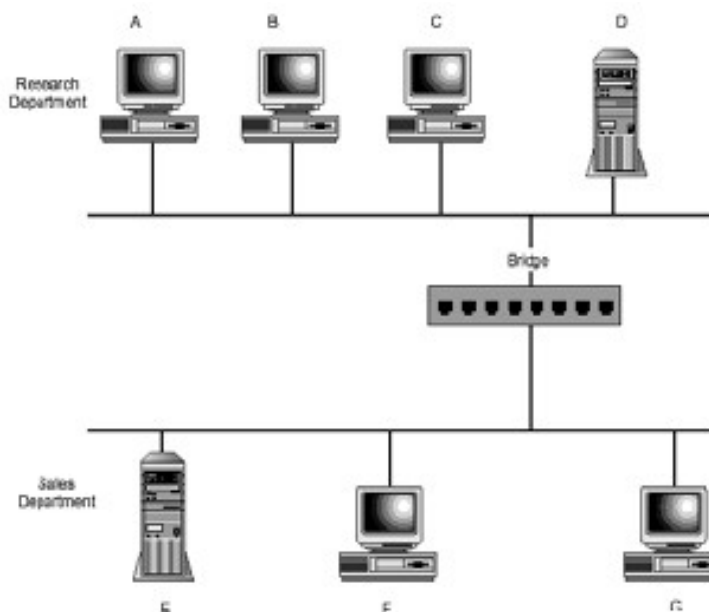 A B C D
Research
Department
Bridge
Sales
Department
E F G